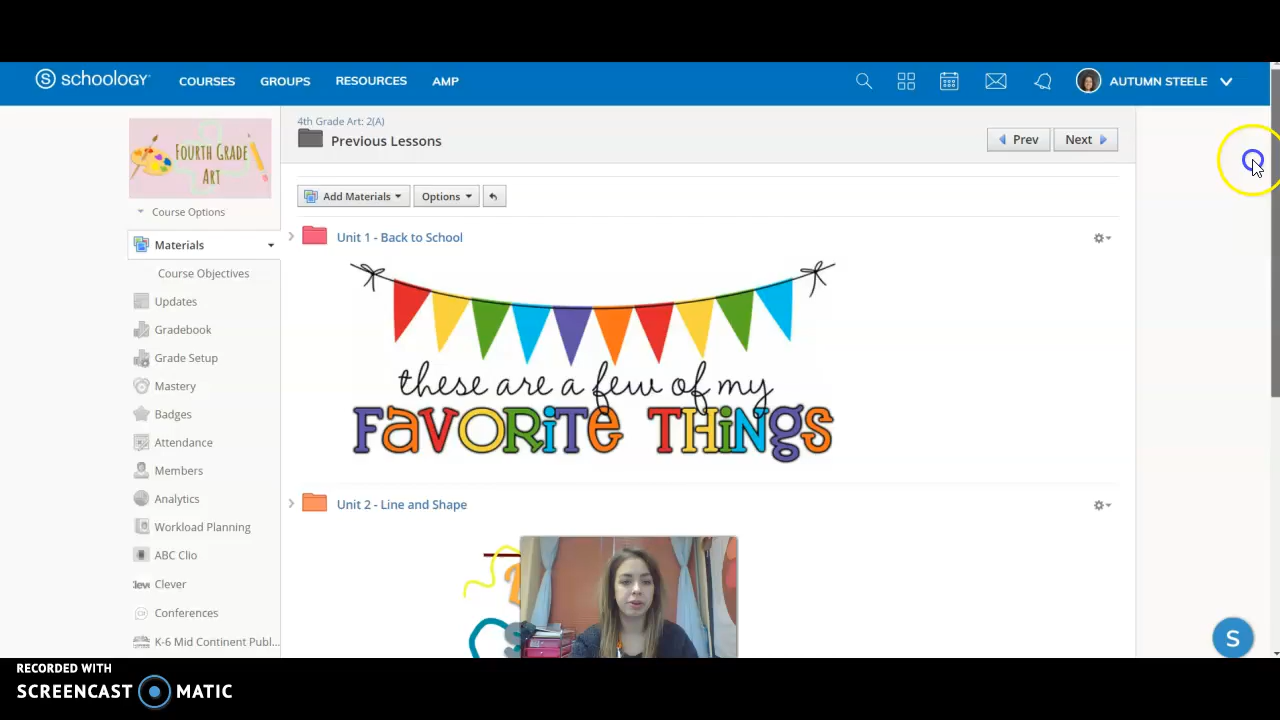 schoology
COURSES
GROUPS
RESOURCES
AMP
AUTUMN STEELE
FOURTH GRADE
ART
Course Options
Materials
Course Objectives
Updates
Gradebook
Grade Setup
Mastery
Badges
Attendance
Members
Analytics
Workload Planning
ABC Clio
Clever
Conferences
K-6 Mid Continent Publ...
4th Grade Art: 2(A)
Previous Lessons
Prev
Next
Add Materials
Options
Unit 1 - Back to School
these are a few of my
FAVORITE THINGS
Unit 2 - Line and Shape
S
RECORDED WITH
SCREENCAST MATIC